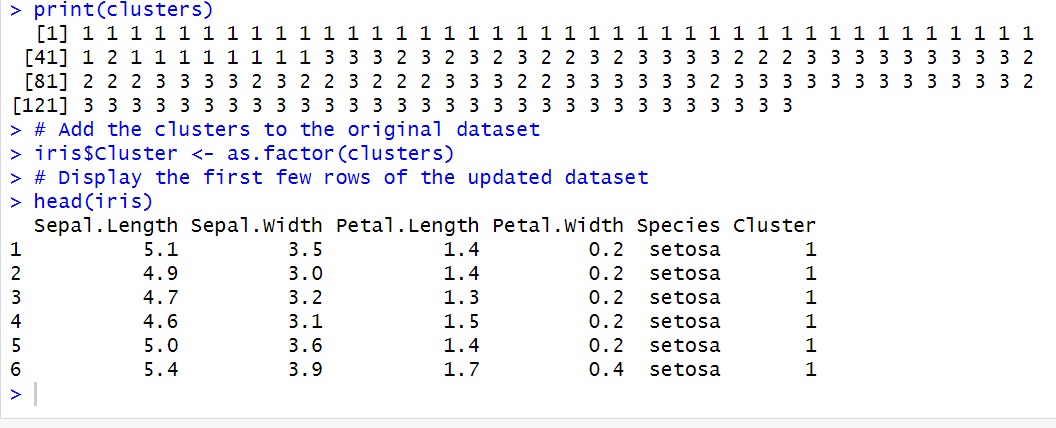 > print(clusters)
[1] 1 1 1 1 1 1 1 1 1 1 1 1 1 1 1 1 1 1 1 1 1 1 1 1 1 1 1 1 1 1 1 1 1 1 1 1 1 1 1 1
[41] 1 2 1 1 1 1 1 1 1 1 3 3 3 2 3 2 3 2 3 2 2 3 2 3 3 3 3 2 2 2 3 3 3 3 3 3 3 3 3 2
[81] 2 2 2 3 3 3 3 2 3 2 2 3 2 2 2 3 3 3 2 3 3 3 3 3 3 3 2 3 3 3 3 3 3 3 3 3 3 3 3 2
[121] 3 3 3 3 3 3 3 3 3 3 3 3 3 3 3 3 3 3 3 3 3 3 3 3 3 3 3 3 3 3
> # Add the clusters to the original dataset
> iris$Cluster <- as.factor(clusters)
> # Display the first few rows of the updated dataset
> head(iris)
Sepal.Length Sepal.Width Petal.Length Petal.Width Species Cluster
1 5.1 3.5 1.4 0.2 setosa 1
2 4.9 3.0 1.4 0.2 setosa 1
3 4.7 3.2 1.3 0.2 setosa 1
4 4.6 3.1 1.5 0.2 setosa 1
5 5.0 3.6 1.4 0.2 setosa 1
6 5.4 3.9 1.7 0.4 setosa 1
>